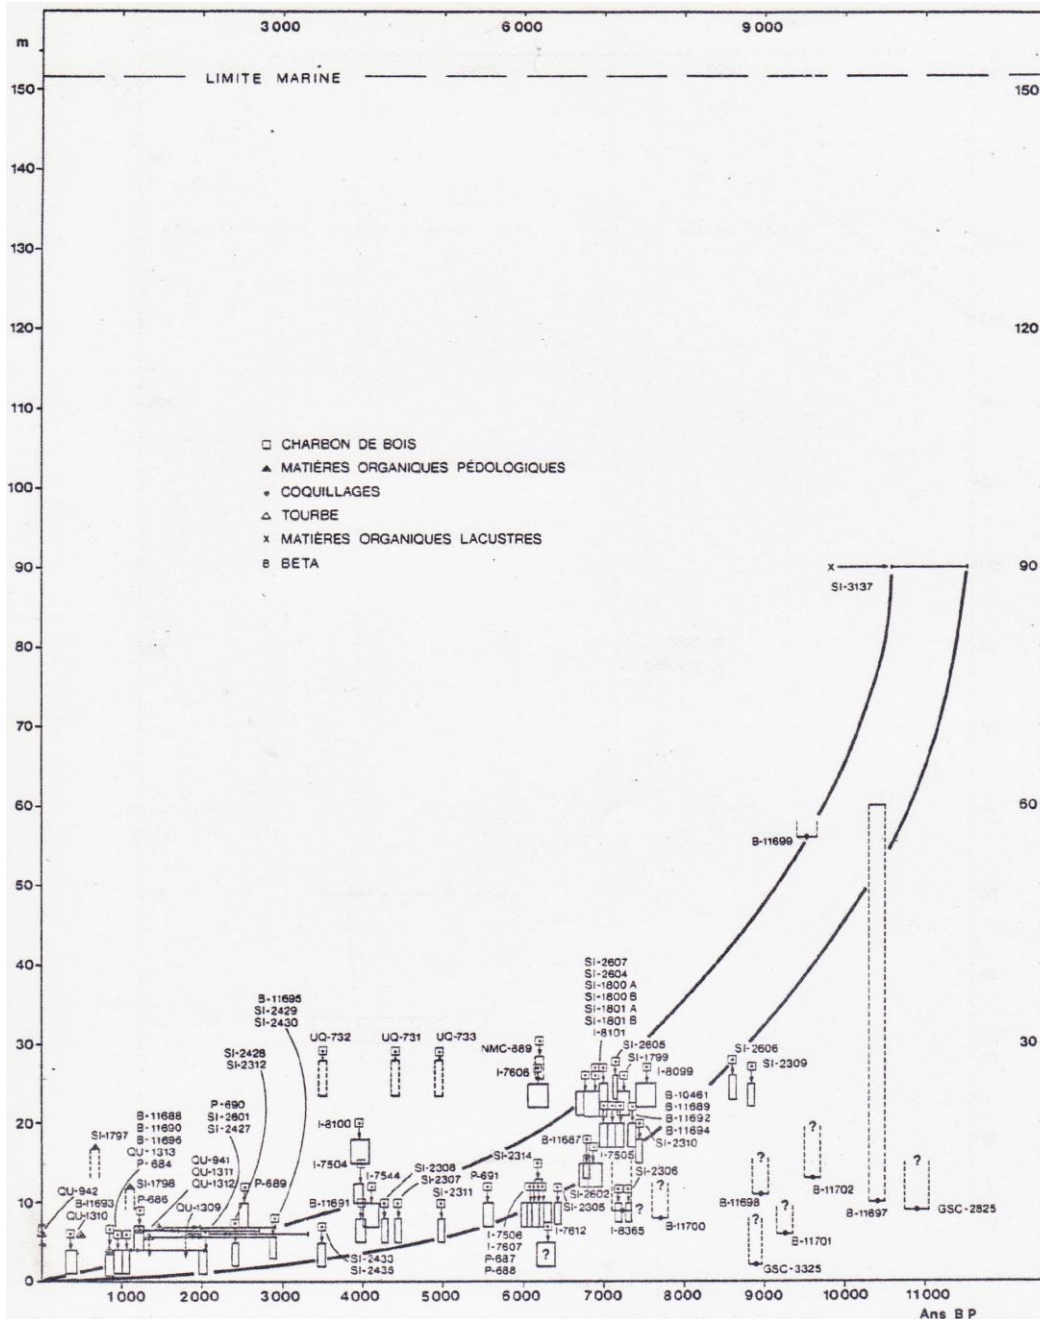 3 000 6 000 9 000
m
LIMITE MARINE
150 150
140
130
120 120
110
□ CHARBON DE BOIS
▲ MATIÈRES ORGANIQUES PÉDOLOGIQUES
• COQUILLAGES
△ TOURBE
x MATIÈRES ORGANIQUES LACUSTRES
B BETA
100
90 90
SI-3137
80
70
60 60
B-11699
50
40
SI-2607
SI-2604
SI-1800 A
SI-1800 B
SI-1801 A
SI-1801 B
I-8101
B-11695
SI-2429
SI-2430
UQ-732 UQ-731 UQ-733
NMC-889
SI-2605
SI-1799
SI-2606
SI-2309
30 30
I-7606
I-8099
SI-2428
SI-2312
B-10461
B-11689
B-11692
B-11694
SI-2310
P-690
SI-2601
SI-2427
20
I-8100
B-11688
B-11690
B-11696
QU-1313
P-684
SI-1797
B-11687
I-7505
I-7504
I-7544
SI-2308
SI-2307
SI-2311
P-691
SI-2314
SI-2306
QU-941
QU-1311
QU-1312
P-689
SI-1798
P-686
QU-942
B-11693
QU-1310
QU-1309
B-11691
SI-2602
SI-2305
10
I-7506
I-7607
P-687
P-688
I-7612
I-8365
B-11700
B-11698
B-11702
B-11697
GSC-2825
B-11701
GSC-3325
SI-2433
SI-2435
? ? ? ? ? ? ? ?
0
1000 2000 3000 4000 5000 6000 7000 8000 9000 10000 11000
Ans B P